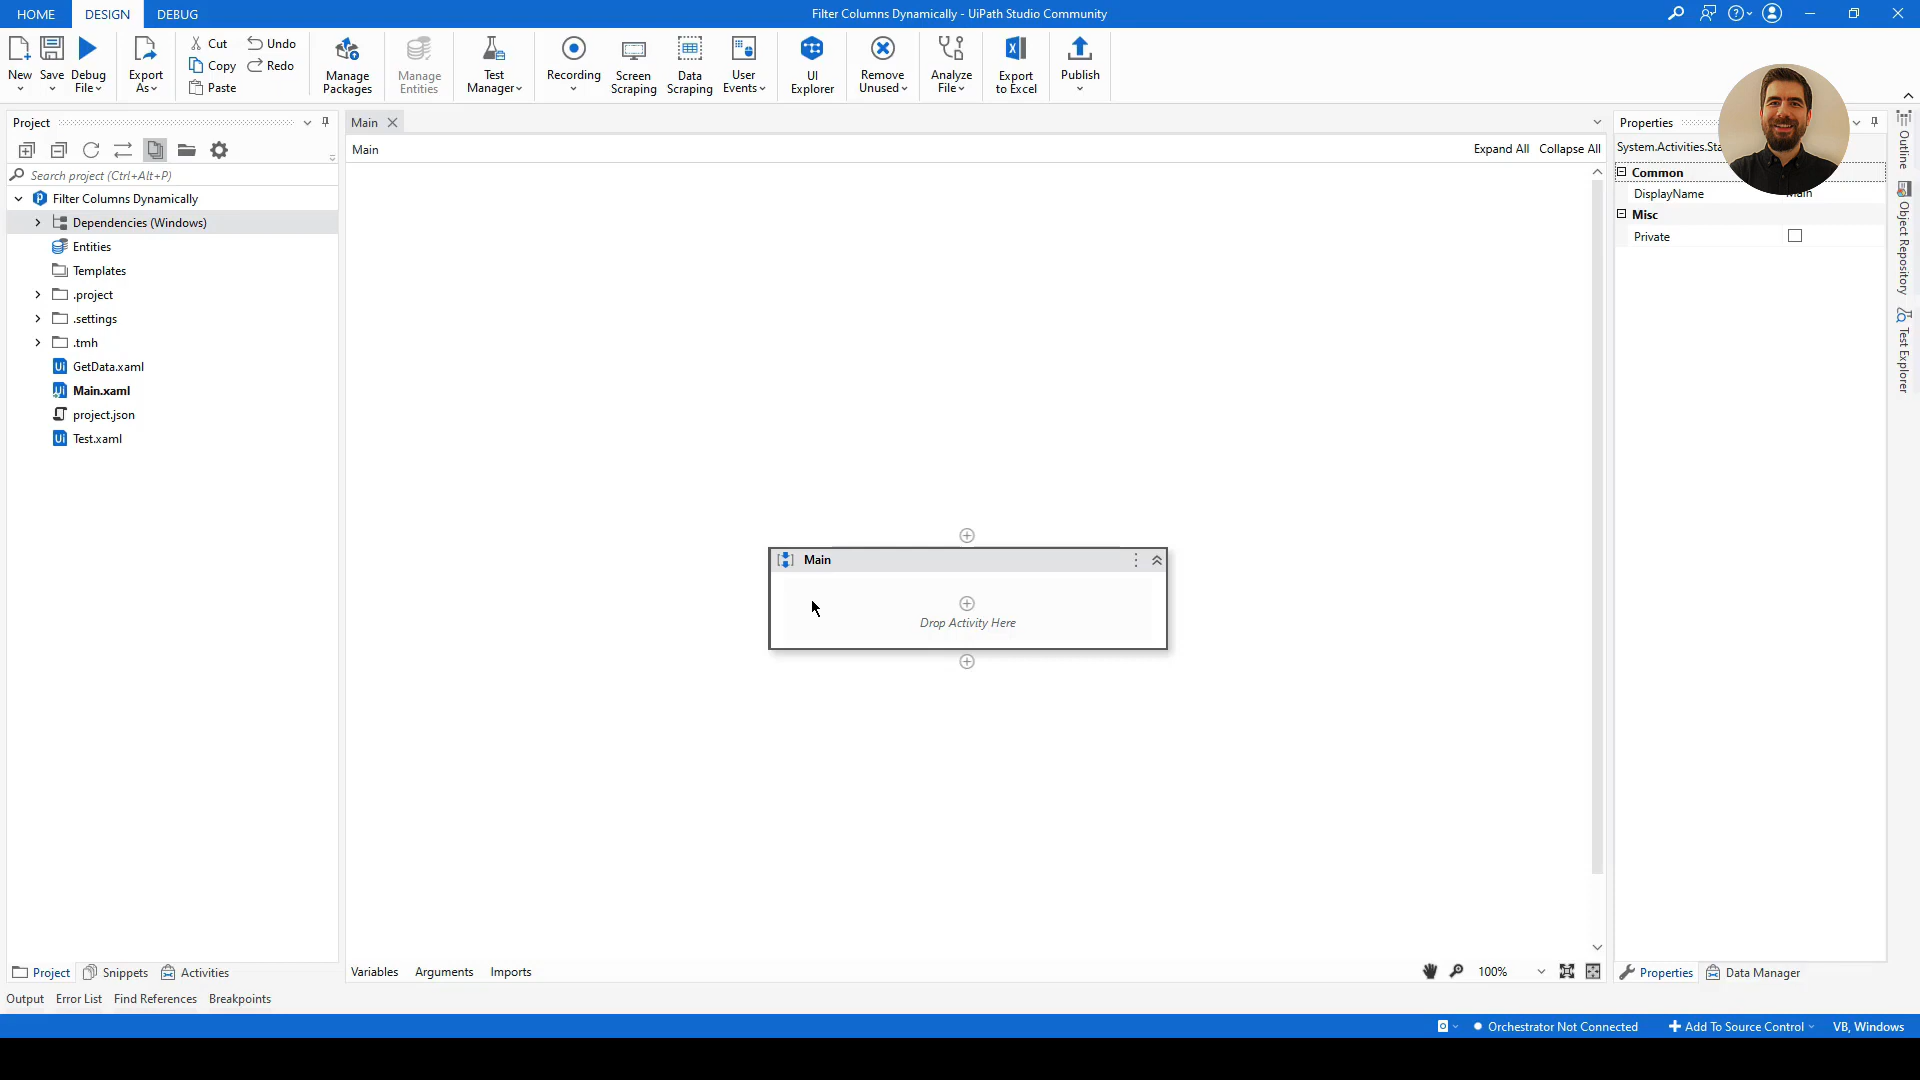 HOME DESIGN DEBUG
Filter Columns Dynamically - UiPath Studio Community
New
Save
Debug
File
Export
As
Cut
Copy
Paste
Undo
Redo
Manage
Packages
Manage
Entities
Test
Manager
Recording
Screen
Scraping
Data
Scraping
User
Events
UI
Explorer
Remove
Unused
Analyze
File
Export
to Excel
Publish
Project
Search project (Ctrl+Alt+P)
Filter Columns Dynamically
Dependencies (Windows)
Entities
Templates
.project
.settings
.tmh
GetData.xaml
Main.xaml
project.json
Test.xaml
Main
Main
Expand All Collapse All
Main
Drop Activity Here
Properties
System.Activities.Sta
Common
DisplayName
Main
Misc
Private
Outline
Object Repository
Test Explorer
Project Snippets Activities
Variables Arguments Imports
100%
Properties Data Manager
Output Error List Find References Breakpoints
Orchestrator Not Connected
Add To Source Control
VB, Windows